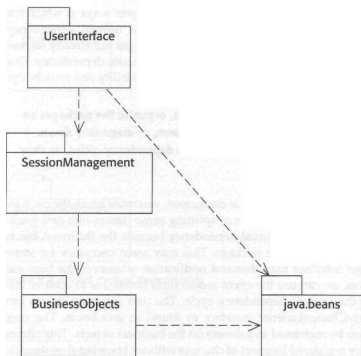 UserInterface
SessionManagement
BusinessObjects
java.beans